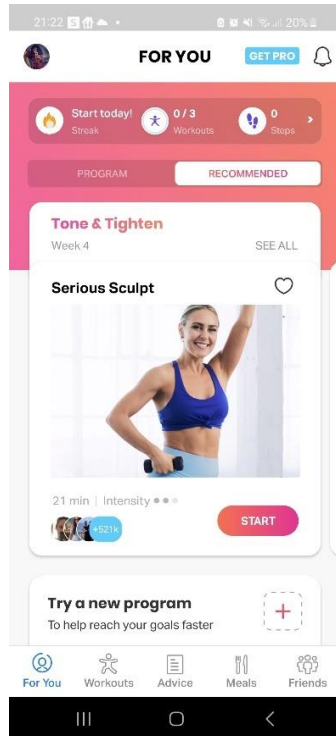 21:22
20%
FOR YOU
GET PRO
Start today!
Streak
0 / 3
Workouts
0
Steps
PROGRAM
RECOMMENDED
Tone & Tighten
Week 4
SEE ALL
Serious Sculpt
21 min | Intensity
+521k
START
Try a new program
To help reach your goals faster
For You
Workouts
Advice
Meals
Friends